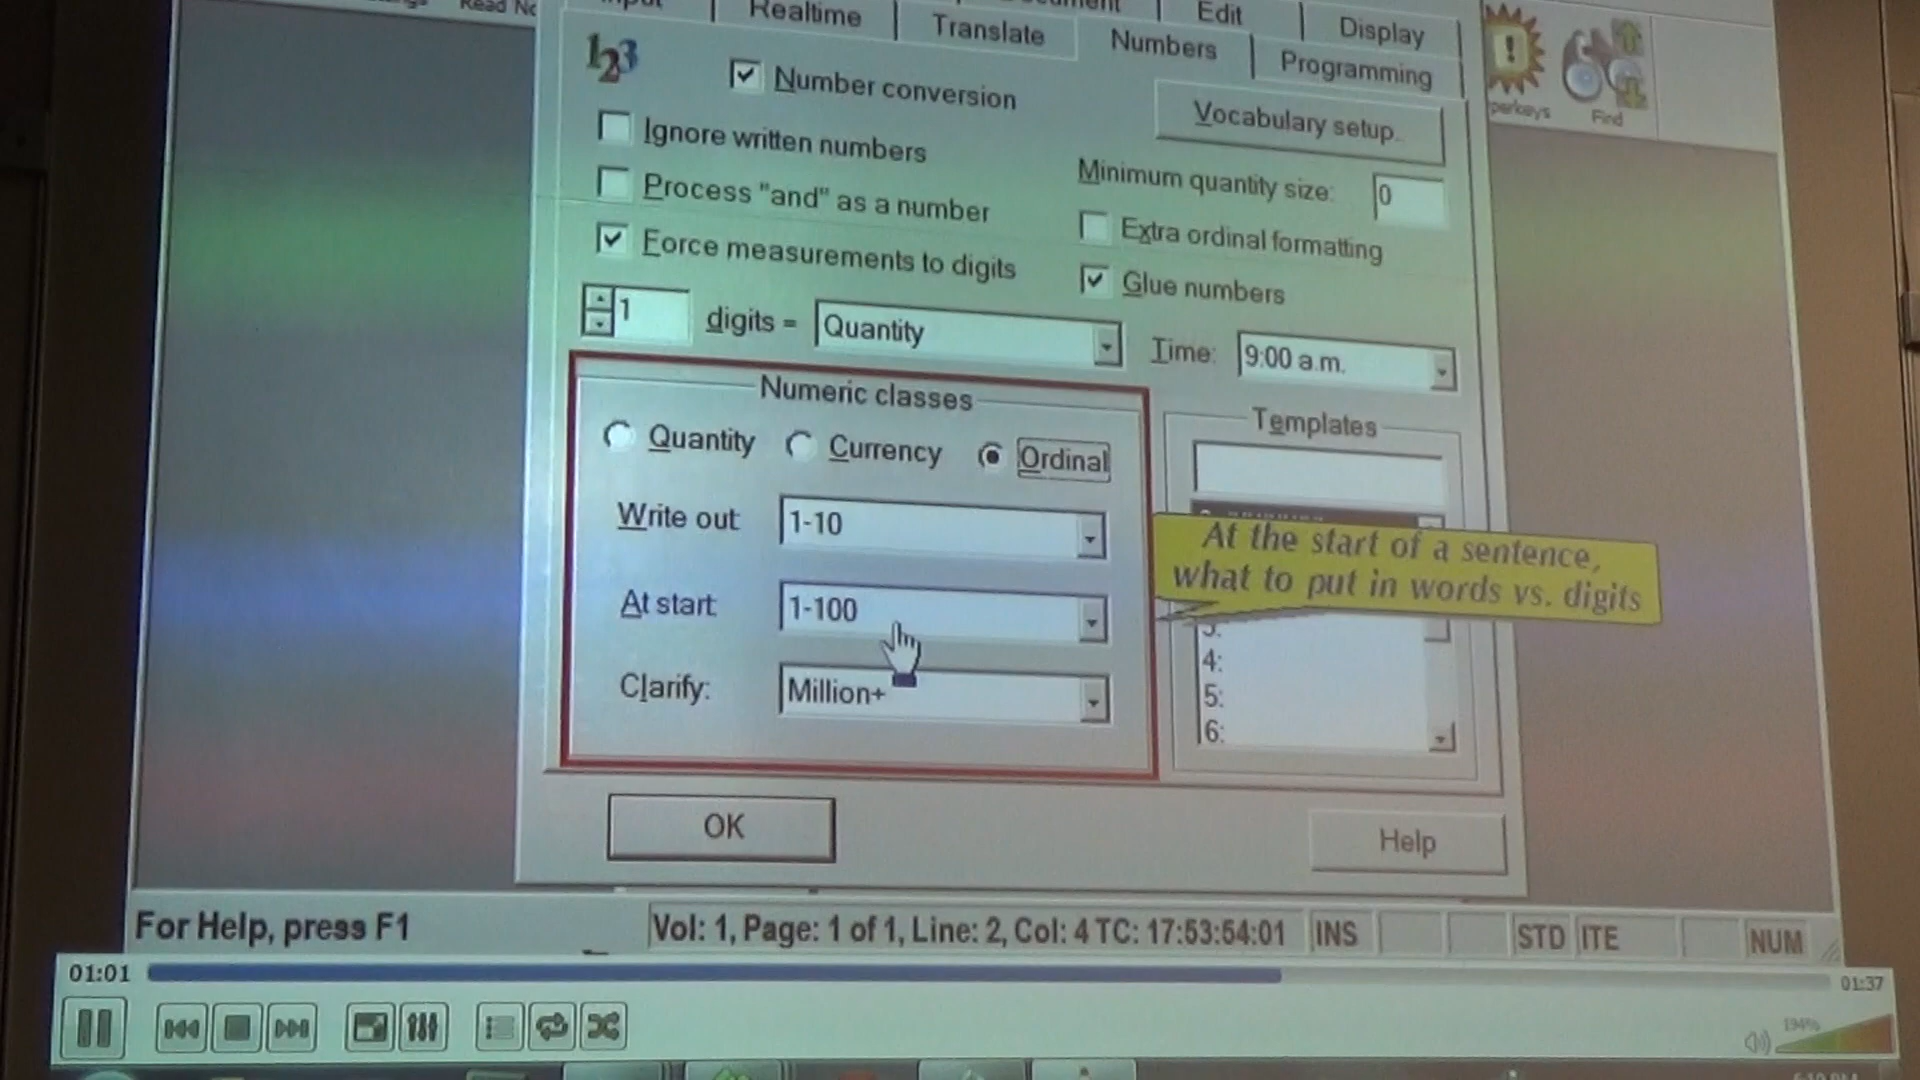 Read
Realtime
Edit
Display
Translate
Numbers
Programming
123
Number conversion
Vocabulary setup..
Find
Ignore written numbers
Minimum quantity size: 0
Process "and" as a number
Extra ordinal formatting
Force measurements to digits
Glue numbers
1 digits = Quantity
Time: 9:00 a.m.
Numeric classes
Templates
Quantity Currency Ordinal
Write out: 1-10
At the start of a sentence,
what to put in words vs. digits
At start: 1-100
3:
4:
Clarify: Million+
5:
6:
OK
Help
For Help, press F1
Vol: 1, Page: 1 of 1, Line: 2, Col: 4 TC: 17:53:54:01 INS STD ITE NUM
01:01
01:37
194%